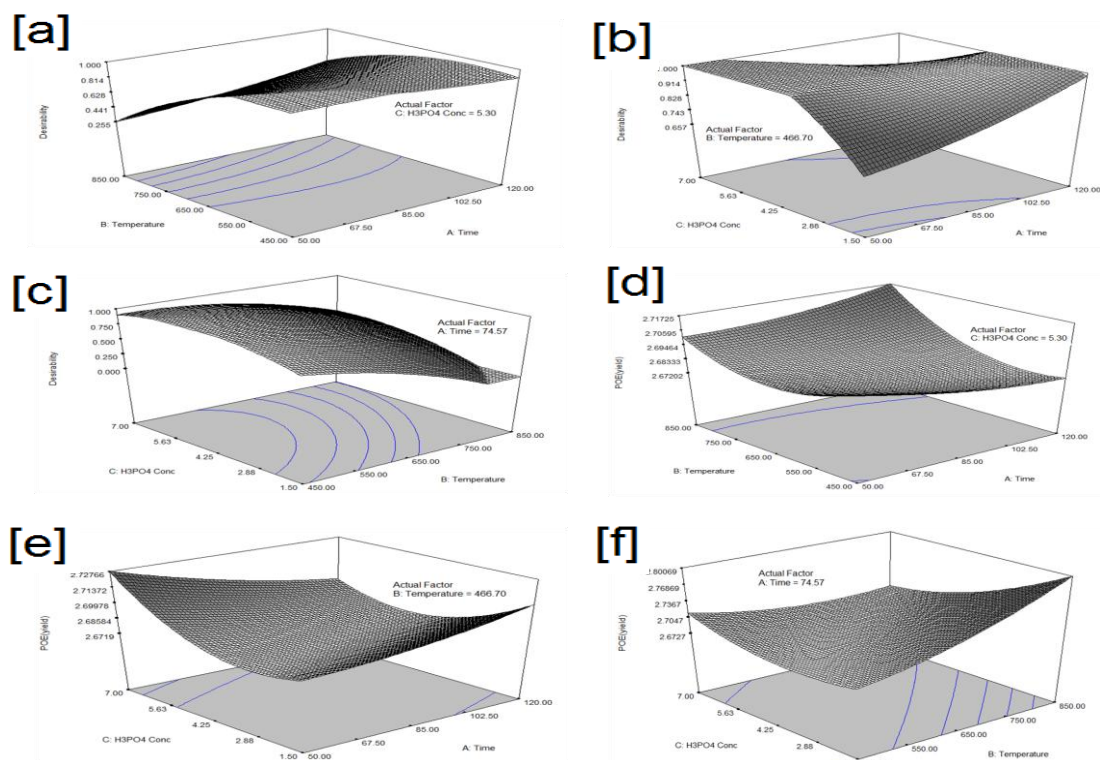 [a]
1.000
0.814
0.628
0.441
0.255
Desirability
Actual Factor
C: H3PO4 Conc = 5.30
850.00
750.00
650.00
550.00
450.00
B: Temperature
50.00
67.50
85.00
102.50
120.00
A: Time
[b]
.000
0.914
0.828
0.743
0.657
Desirability
Actual Factor
B: Temperature = 466.70
7.00
5.63
4.25
2.88
1.50
C: H3PO4 Conc
50.00
67.50
85.00
102.50
120.00
A: Time
[c]
1.000
0.750
0.500
0.250
0.000
Desirability
Actual Factor
A: Time = 74.57
7.00
5.63
4.25
2.88
1.50
C: H3PO4 Conc
450.00
550.00
650.00
750.00
850.00
B: Temperature
[d]
2.71725
2.70595
2.69464
2.68333
2.67202
POE(yield)
Actual Factor
C: H3PO4 Conc = 5.30
850.00
750.00
650.00
550.00
450.00
B: Temperature
50.00
67.50
85.00
102.50
120.00
A: Time
[e]
2.72766
2.71372
2.69978
2.68584
2.6719
POE(yield)
Actual Factor
B: Temperature = 466.70
7.00
5.63
4.25
2.88
1.50
C: H3PO4 Conc
50.00
67.50
85.00
102.50
120.00
A: Time
[f]
.80069
2.76869
2.7367
2.7047
2.6727
POE(yield)
Actual Factor
A: Time = 74.57
7.00
5.63
4.25
2.88
C: H3PO4 Conc
550.00
650.00
750.00
850.00
B: Temperature